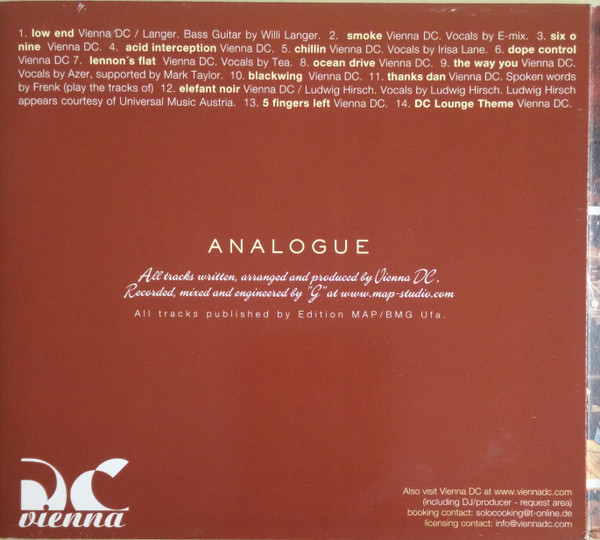 1. low end Vienna DC / Langer. Bass Guitar by Willi Langer. 2. smoke Vienna DC. Vocals by E-mix. 3. six o
nine Vienna DC. 4. acid interception Vienna DC. 5. chillin Vienna DC. Vocals by Irisa Lane. 6. dope control
Vienna DC 7. lennon´s flat Vienna DC. Vocals by Tea. 8. ocean drive Vienna DC. 9. the way you Vienna DC.
Vocals by Azer, supported by Mark Taylor. 10. blackwing Vienna DC. 11. thanks dan Vienna DC. Spoken words
by Frenk (play the tracks of) 12. elefant noir Vienna DC / Ludwig Hirsch. Vocals by Ludwig Hirsch. Ludwig Hirsch
appears courtesy of Universal Music Austria. 13. 5 fingers left Vienna DC. 14. DC Lounge Theme Vienna DC.
ANALOGUE
All tracks written, arranged and produced by Vienna DC.
Recorded, mixed and engineered by "G" at www.map-studio.com
All tracks published by Edition MAP/BMG Ufa.
DC
vienna
Also visit Vienna DC at www.viennadc.com
(including DJ/producer - request area)
booking contact: solocooking@t-online.de
licensing contact: info@viennadc.com